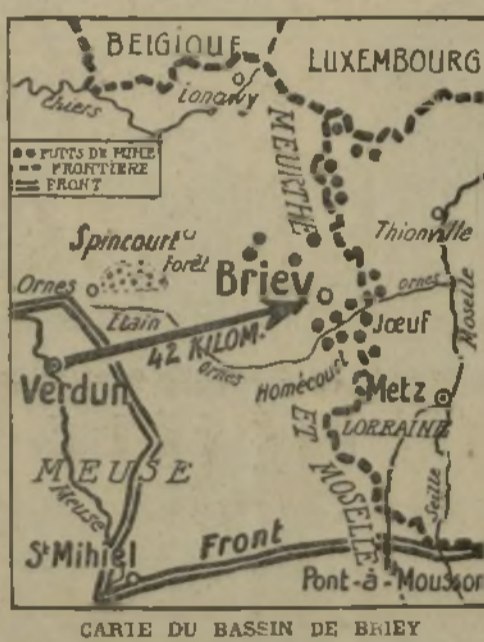 BELGIQUE
LUXEMBOURG
Chiers
Longwy
PUITS DE MINE
FRONTIERE
FRONT
MEURTHE
Thionville
Spincourt
Forêt
Briey
Ornes
Ornes
Moselle
Etain
42 KILOM.
Jœuf
Ornes
Homécourt
Verdun
Metz
ET
LORRAINE
MEUSE
MOSELLE
Meuse
Seille
St Mihiel
Front
Pont-à-Mousson
CARTE DU BASSIN DE BRIEY